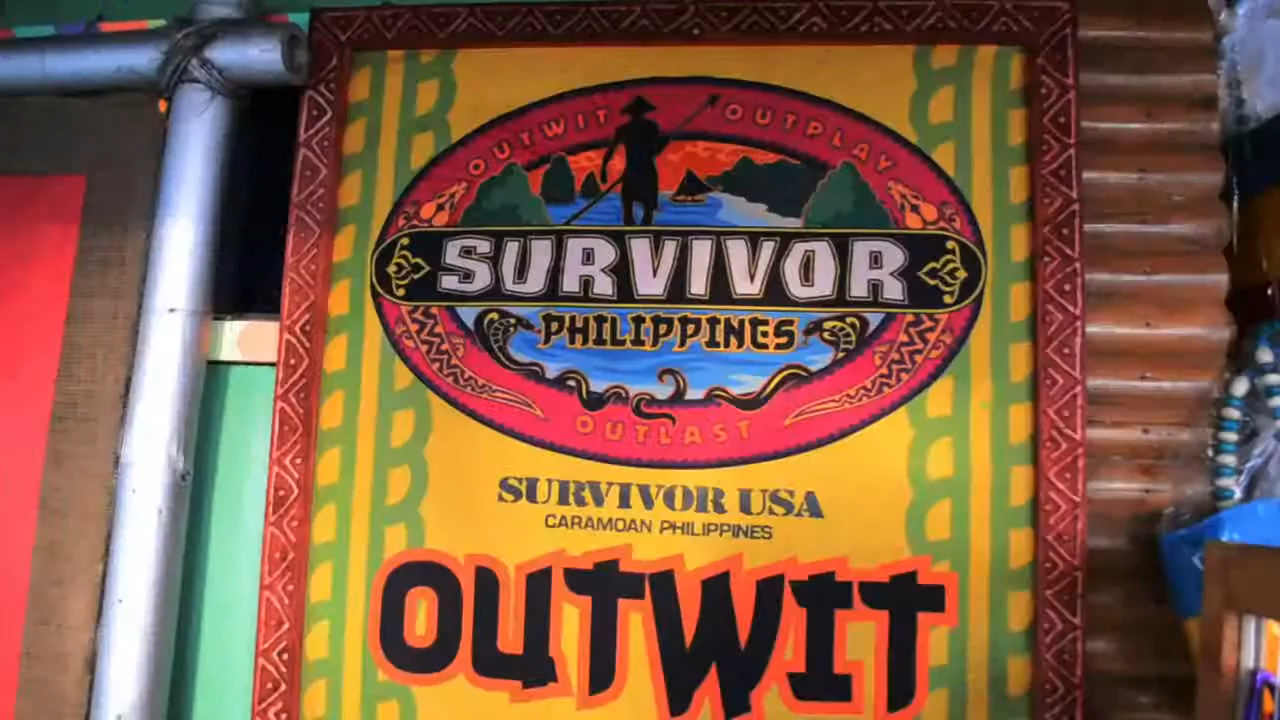 OUTWIT OUTPLAY
SURVIVOR
PHILIPPINES
OUTLAST
SURVIVOR USA
CARAMOAN PHILIPPINES
OUTWIT